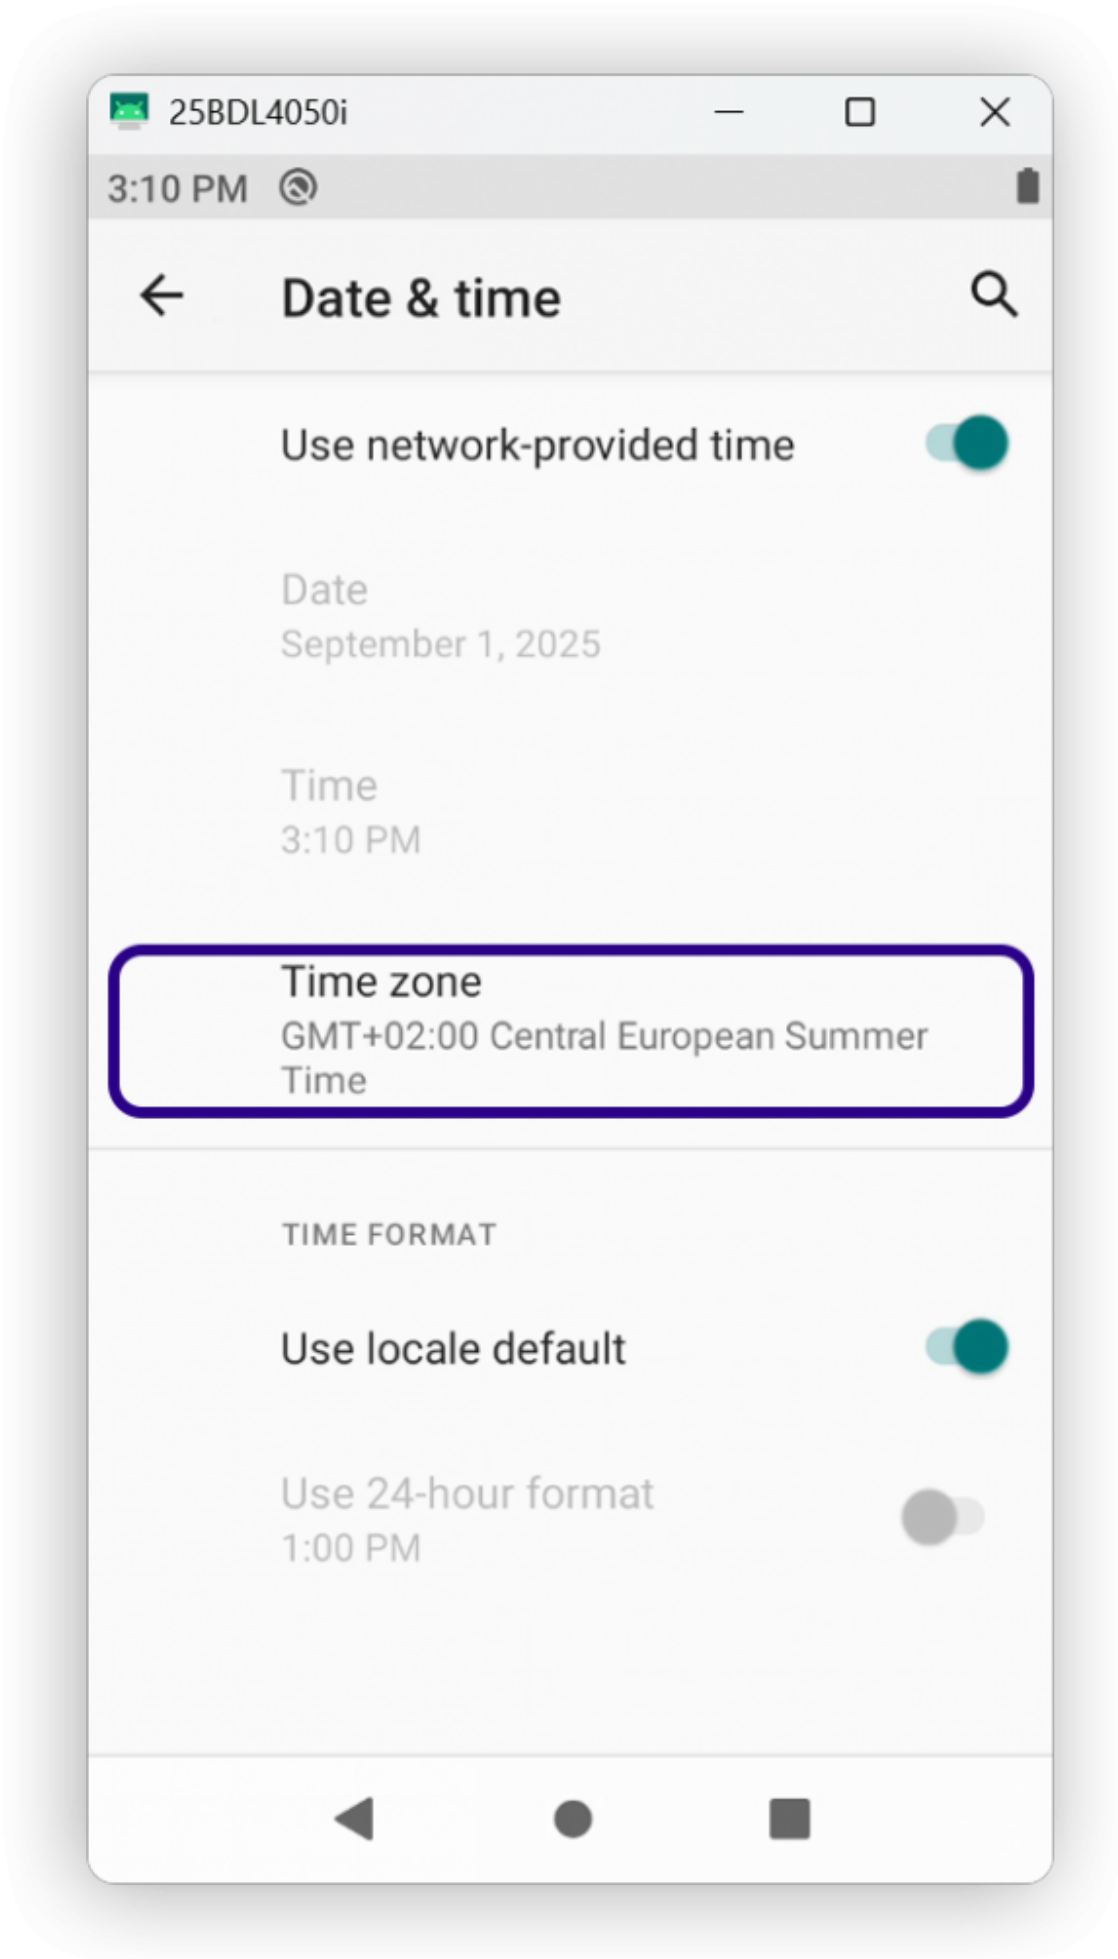 25BDL4050i
3:10 PM
Date & time
Use network-provided time
Date
September 1, 2025
Time
3:10 PM
Time zone
GMT+02:00 Central European Summer
Time
TIME FORMAT
Use locale default
Use 24-hour format
1:00 PM